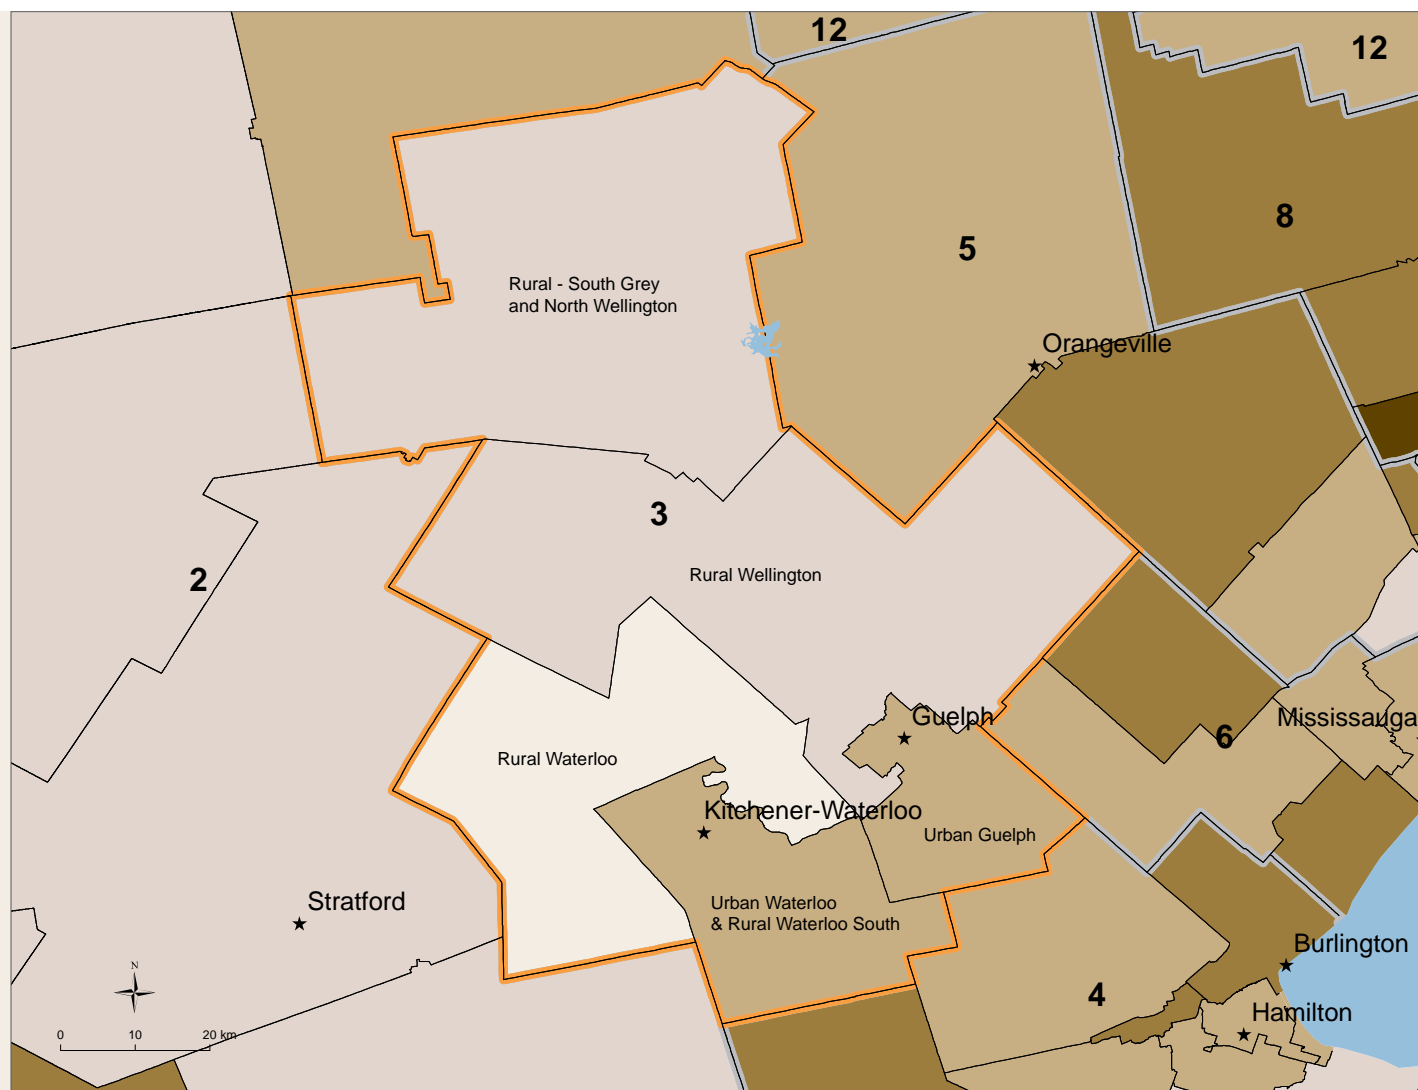 12
12
8
5
Rural - South Grey
and North Wellington
Orangeville
3
2
Rural Wellington
Guelph
Mississauga
6
Rural Waterloo
Kitchener-Waterloo
Urban Guelph
Stratford
Urban Waterloo
& Rural Waterloo South
Burlington
N
4
Hamilton
0 10 20 km